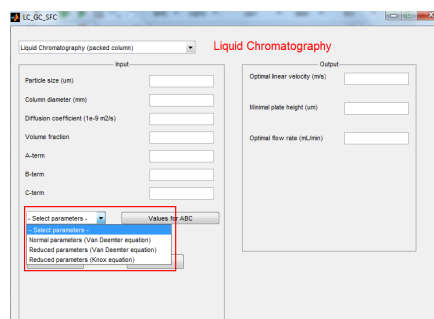 LC_GC_SFC
Liquid Chromatography (packed column)
Liquid Chromatography
Input
Particle size (um)
Column diameter (mm)
Diffusion coefficient (1e-9 m2/s)
Volume fraction
A-term
B-term
C-term
- Select parameters -
Values for ABC
- Select parameters -
Normal parameters (Van Deemter equation)
Reduced parameters (Van Deemter equation)
Reduced parameters (Knox equation)
Output
Optimal linear velocity (m/s)
Minimal plate height (um)
Optimal flow rate (mL/min)